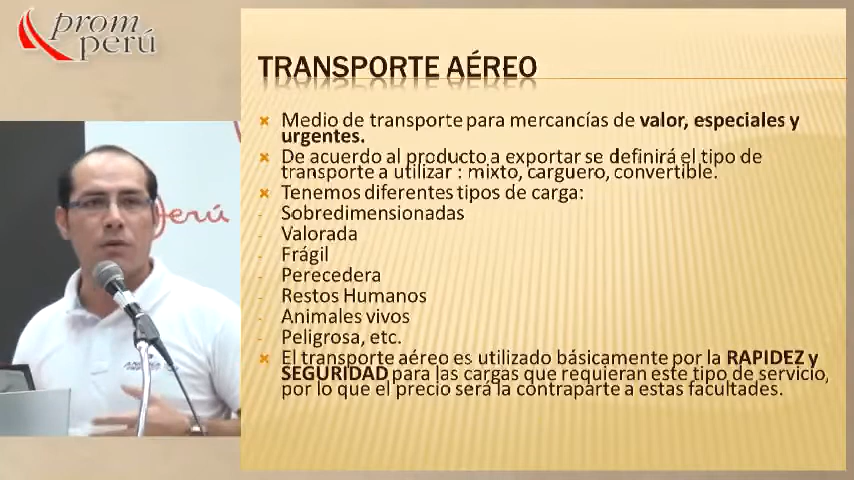 prom
perú
TRANSPORTE AÉREO
Medio de transporte para mercancías de valor, especiales y
urgentes.
De acuerdo al producto a exportar se definirá el tipo de
transporte a utilizar : mixto, carguero, convertible.
Tenemos diferentes tipos de carga:
- Sobredimensionadas
- Valorada
- Frágil
- Perecedera
- Restos Humanos
- Animales vivos
- Peligrosa, etc.
El transporte aéreo es utilizado básicamente por la RAPIDEZ y
SEGURIDAD para las cargas que requieran este tipo de servicio,
por lo que el precio será la contraparte a estas facultades.
perú